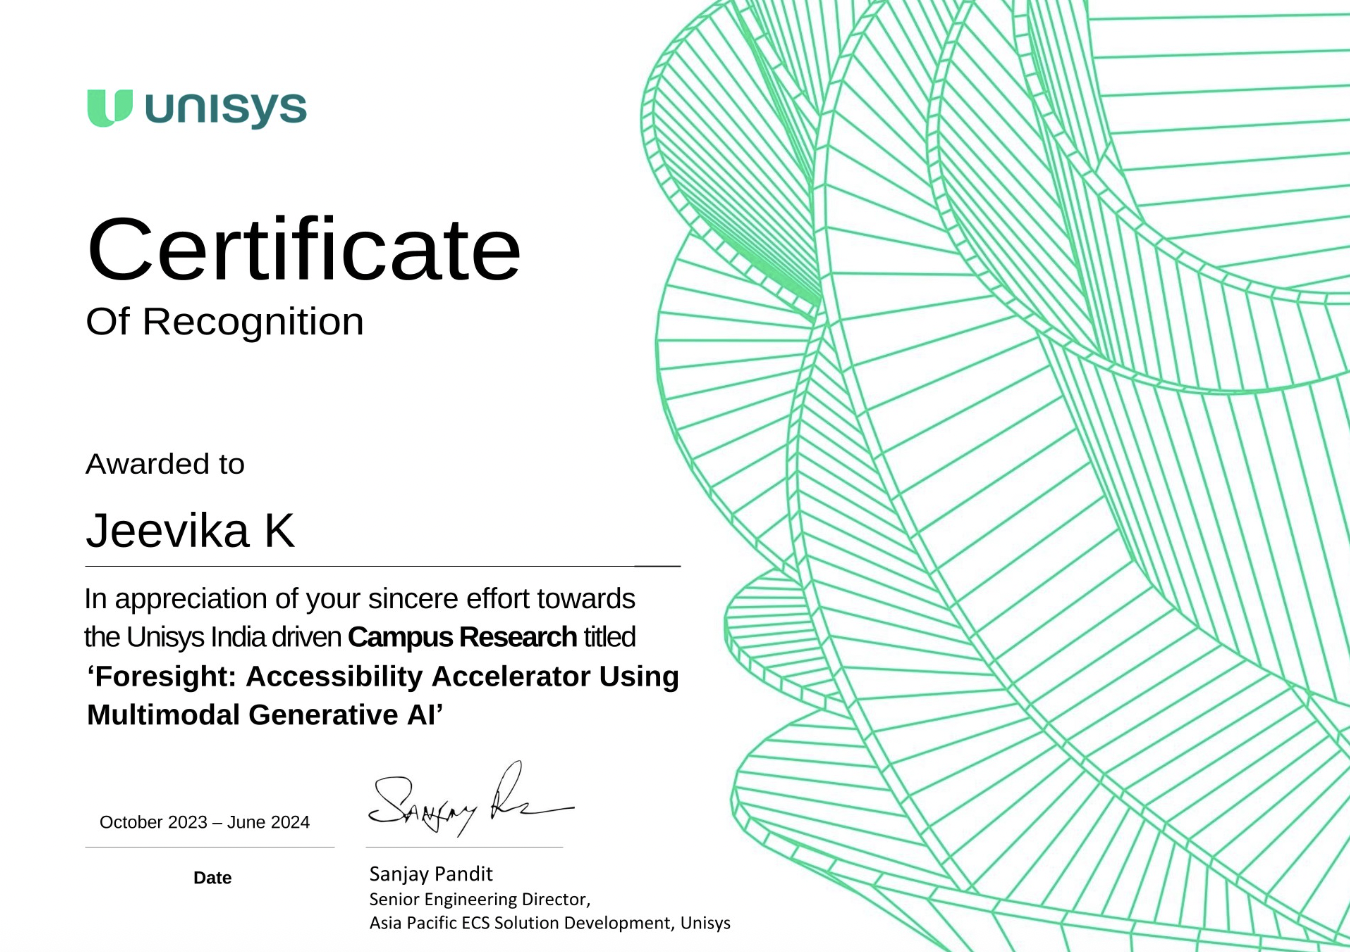 unisys
Certificate
Of Recognition
Awarded to
Jeevika K
In appreciation of your sincere effort towards
the Unisys India driven Campus Research titled
‘Foresight: Accessibility Accelerator Using
Multimodal Generative AI’
October 2023 – June 2024
Date
Sanjay Pandit
Senior Engineering Director,
Asia Pacific ECS Solution Development, Unisys